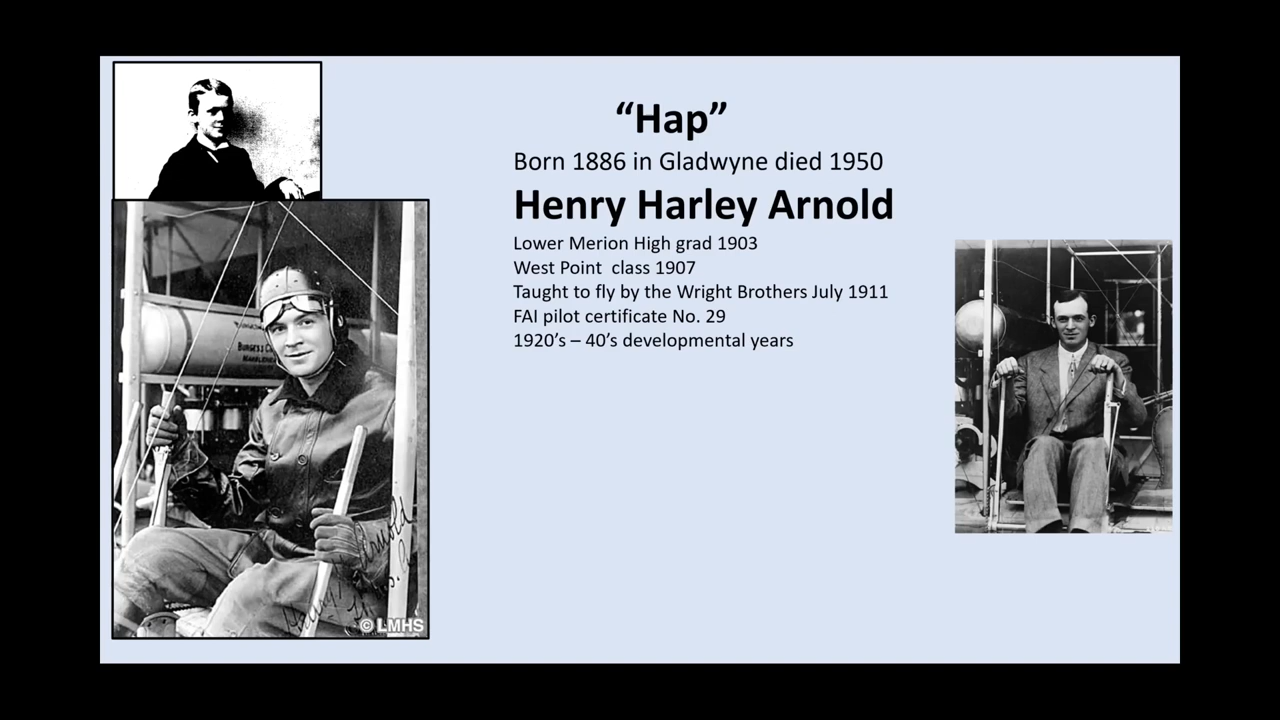 “Hap”
Born 1886 in Gladwyne died 1950
Henry Harley Arnold
Lower Merion High grad 1903
West Point class 1907
Taught to fly by the Wright Brothers July 1911
FAI pilot certificate No. 29
1920’s – 40’s developmental years
BURGESS
Arnold
© LMHS